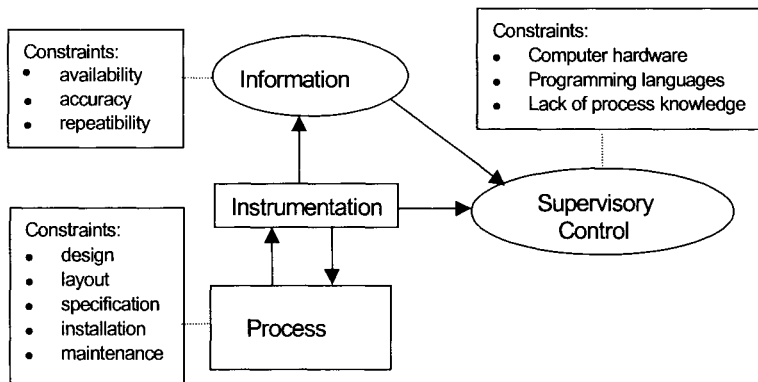 Constraints:
• availability
• accuracy
• repeatibility
Information
Constraints:
• Computer hardware
• Programming languages
• Lack of process knowledge
Instrumentation
Supervisory
Control
Constraints:
• design
• layout
• specification
• installation
• maintenance
Process